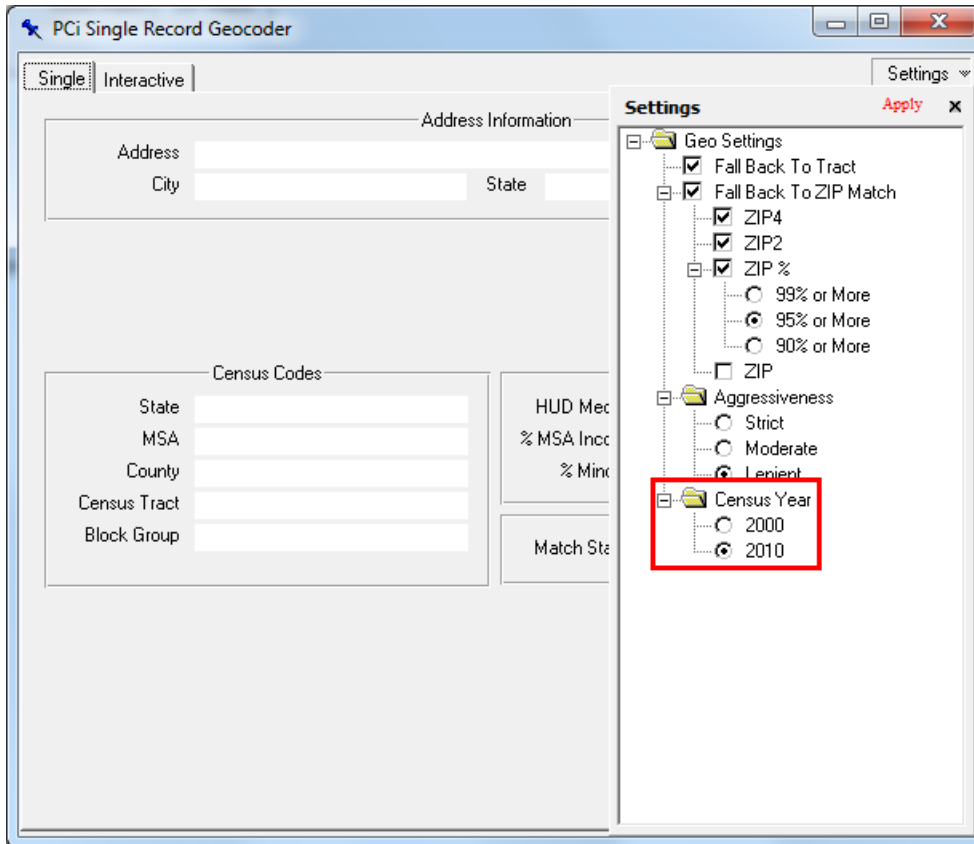 PCi Single Record Geocoder
Single Interactive Settings
Settings Apply x
Address Information
Address
City State
Census Codes
State
MSA
County
Census Tract
Block Group
HUD Med
% MSA Inco
% Mino
Match Sta
Geo Settings
Fall Back To Tract
Fall Back To ZIP Match
ZIP4
ZIP2
ZIP %
99% or More
95% or More
90% or More
ZIP
Aggressiveness
Strict
Moderate
Lenient
Census Year
2000
2010